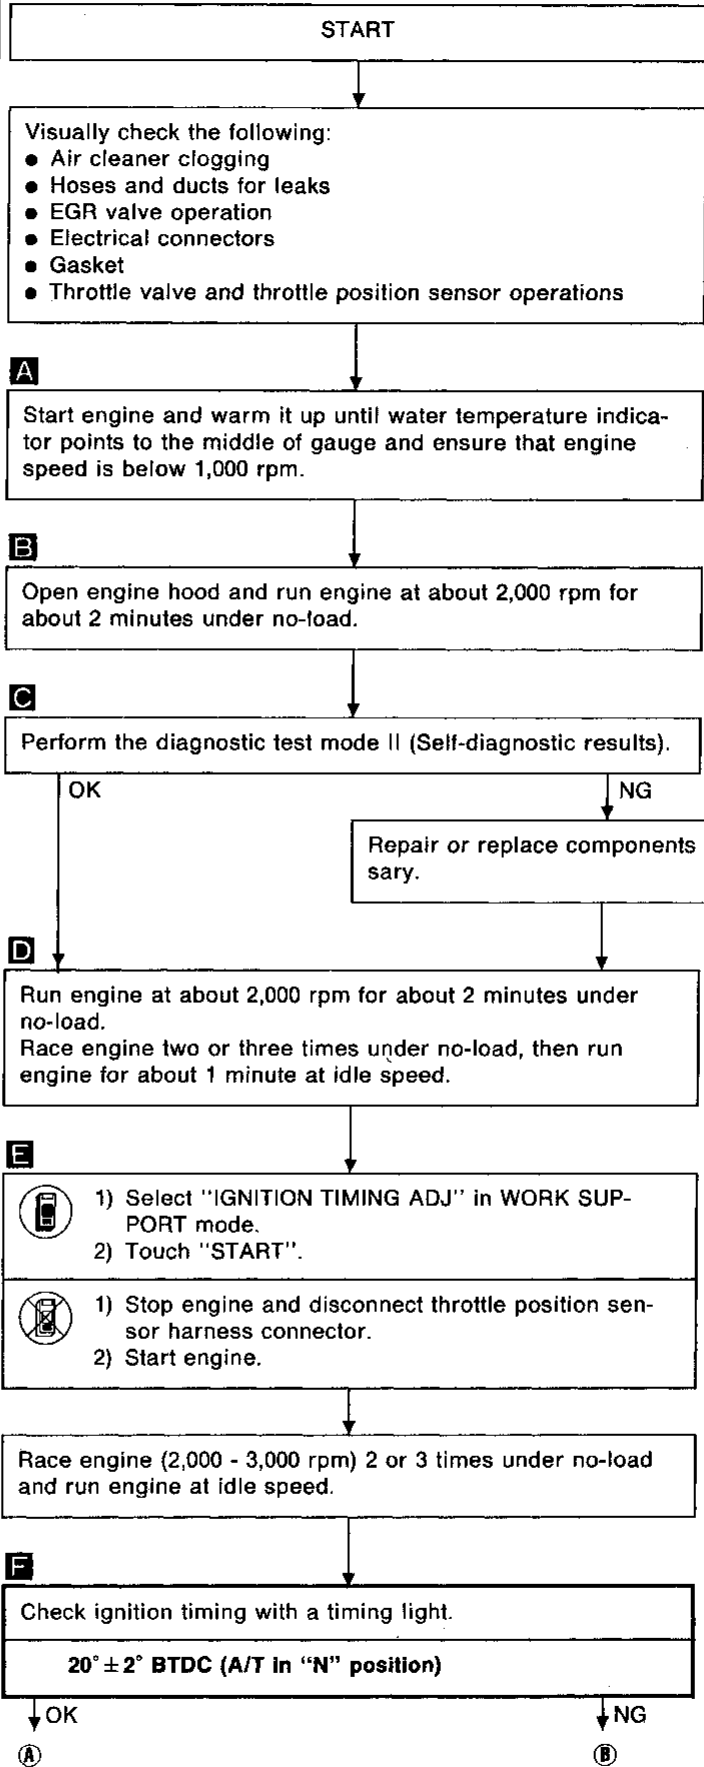 START
Visually check the following:
● Air cleaner clogging
● Hoses and ducts for leaks
● EGR valve operation
● Electrical connectors
● Gasket
● Throttle valve and throttle position sensor operations
A
Start engine and warm it up until water temperature indica-
tor points to the middle of gauge and ensure that engine
speed is below 1,000 rpm.
B
Open engine hood and run engine at about 2,000 rpm for
about 2 minutes under no-load.
C
Perform the diagnostic test mode II (Self-diagnostic results).
OK
NG
Repair or replace components
sary.
D
Run engine at about 2,000 rpm for about 2 minutes under
no-load.
Race engine two or three times under no-load, then run
engine for about 1 minute at idle speed.
E
1) Select "IGNITION TIMING ADJ" in WORK SUP-
PORT mode.
2) Touch "START".
1) Stop engine and disconnect throttle position sen-
sor harness connector.
2) Start engine.
Race engine (2,000 - 3,000 rpm) 2 or 3 times under no-load
and run engine at idle speed.
F
Check ignition timing with a timing light.
20° ± 2° BTDC (A/T in "N" position)
OK
NG
Ⓐ
Ⓑ